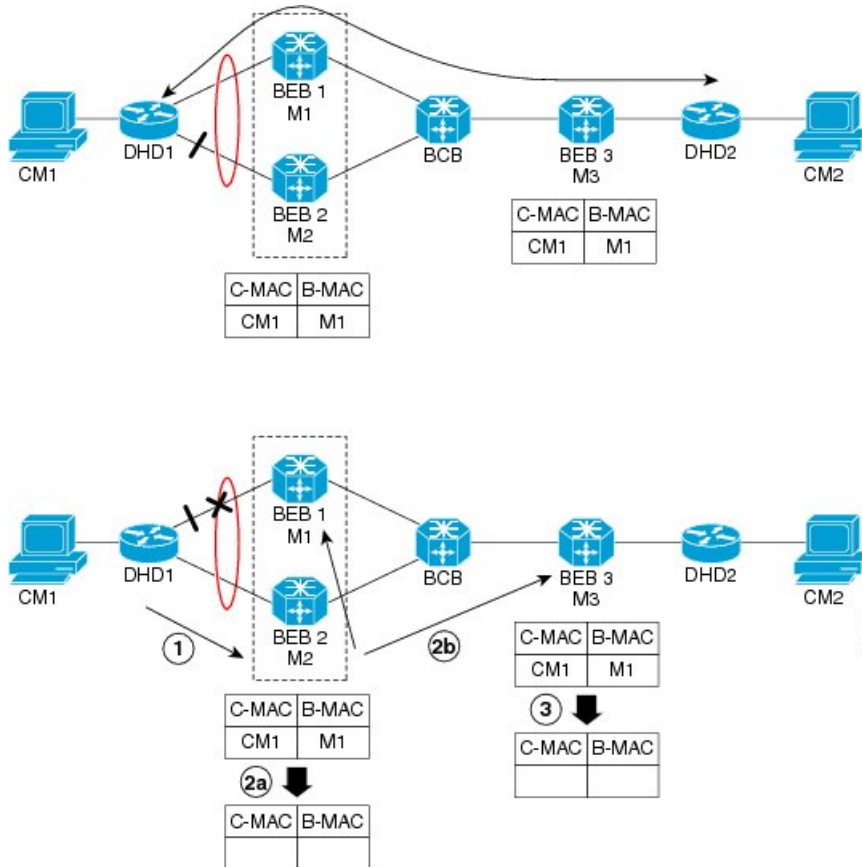 BEB 1
M1
CM1
DHD1
BEB 2
M2
BCB
BEB 3
M3
DHD2
CM2
C-MAC B-MAC
CM1 M1
C-MAC B-MAC
CM1 M1
BEB 1
M1
CM1
DHD1
BEB 2
M2
BCB
BEB 3
M3
DHD2
CM2
1
2b
C-MAC B-MAC
CM1 M1
2a
C-MAC B-MAC
C-MAC B-MAC
CM1 M1
3
C-MAC B-MAC